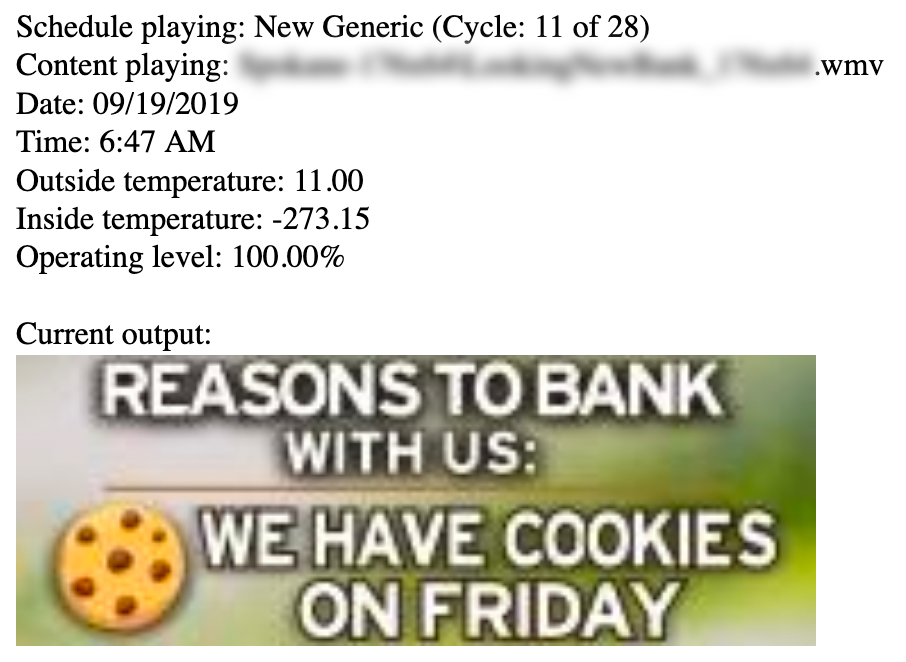 Schedule playing: New Generic (Cycle: 11 of 28)
Content playing: .wmv
Date: 09/19/2019
Time: 6:47 AM
Outside temperature: 11.00
Inside temperature: -273.15
Operating level: 100.00%
Current output:
REASONS TO BANK
WITH US:
WE HAVE COOKIES
ON FRIDAY